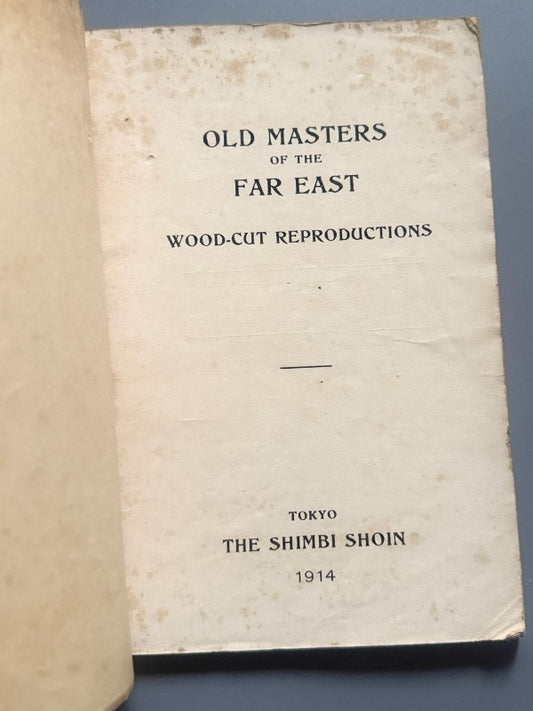 OLD MASTERS
OF THE
FAR EAST
WOOD-CUT REPRODUCTIONS
TOKYO
THE SHIMBI SHOIN
1914